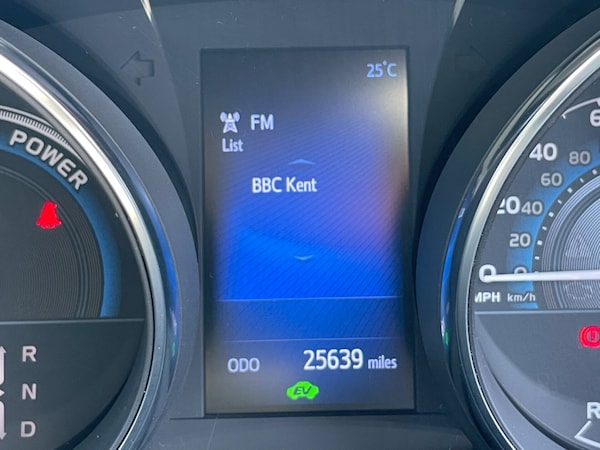 25°C
FM
List
BBC Kent
ODO 25639 miles
EV
POWER
R
N
D
40
20
0
MPH
80
60
40
20
0
km/h
R